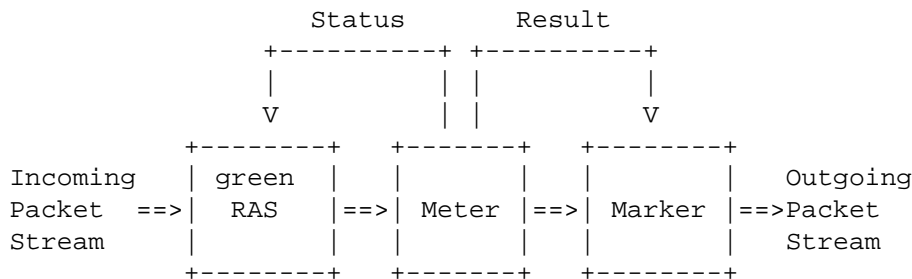 Status Result
+----------+ +----------+
| | | |
V | | V
+--------+ +-------+ +--------+
Incoming | green | | | | | Outgoing
Packet ==>| RAS |==>| Meter |==>| Marker |==>Packet
Stream | | | | | | Stream
+--------+ +-------+ +--------+